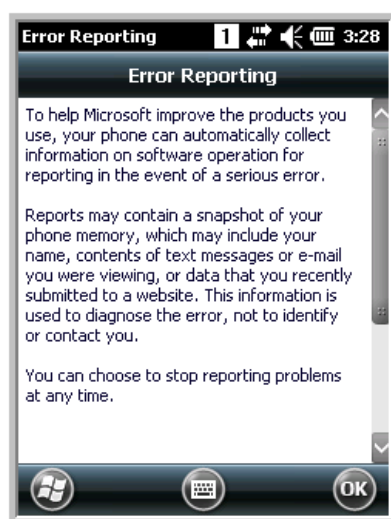 Error Reporting 1 3:28
Error Reporting
To help Microsoft improve the products you
use, your phone can automatically collect
information on software operation for
reporting in the event of a serious error.
Reports may contain a snapshot of your
phone memory, which may include your
name, contents of text messages or e-mail
you were viewing, or data that you recently
submitted to a website. This information is
used to diagnose the error, not to identify
or contact you.
You can choose to stop reporting problems
at any time.
OK